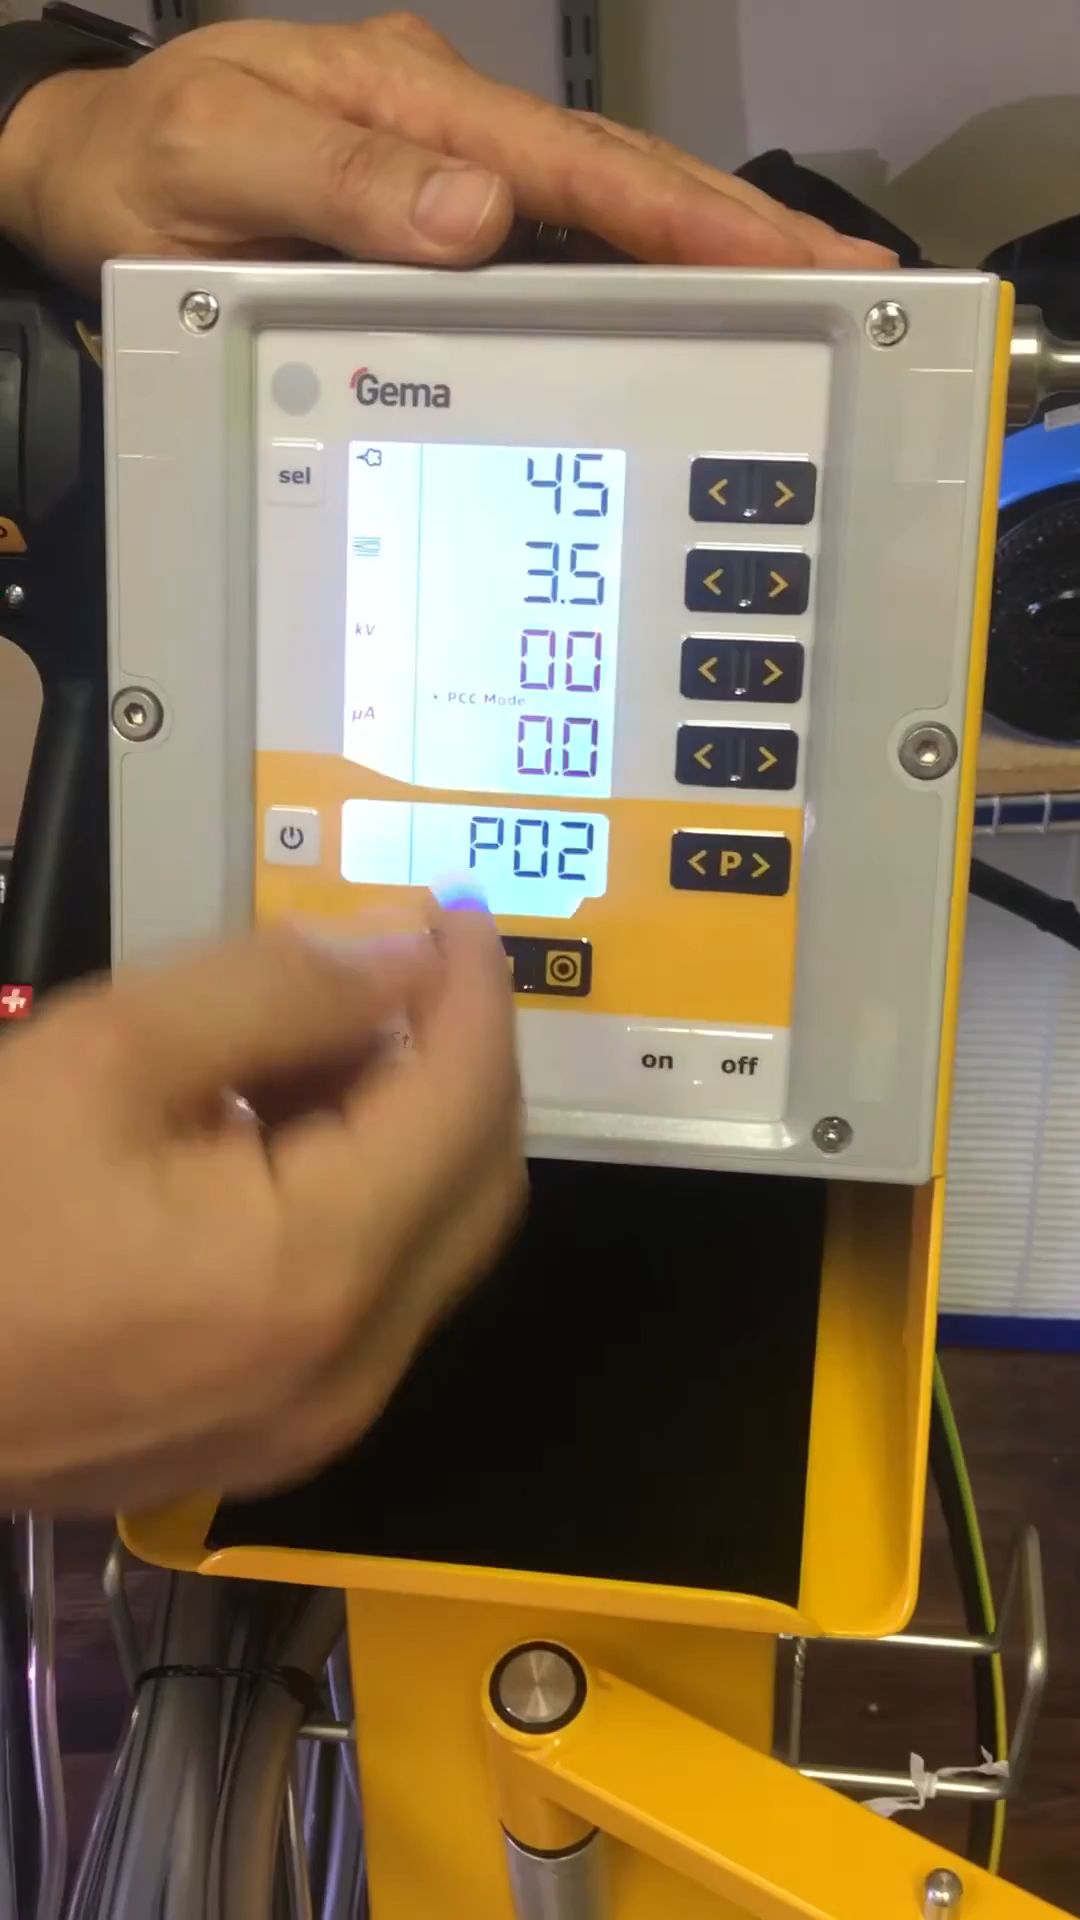 Gema
sel
45
< >
3.5
< >
kV
00
< >
PCC Mode
µA
0.0
< >
P02
< P >
on
off